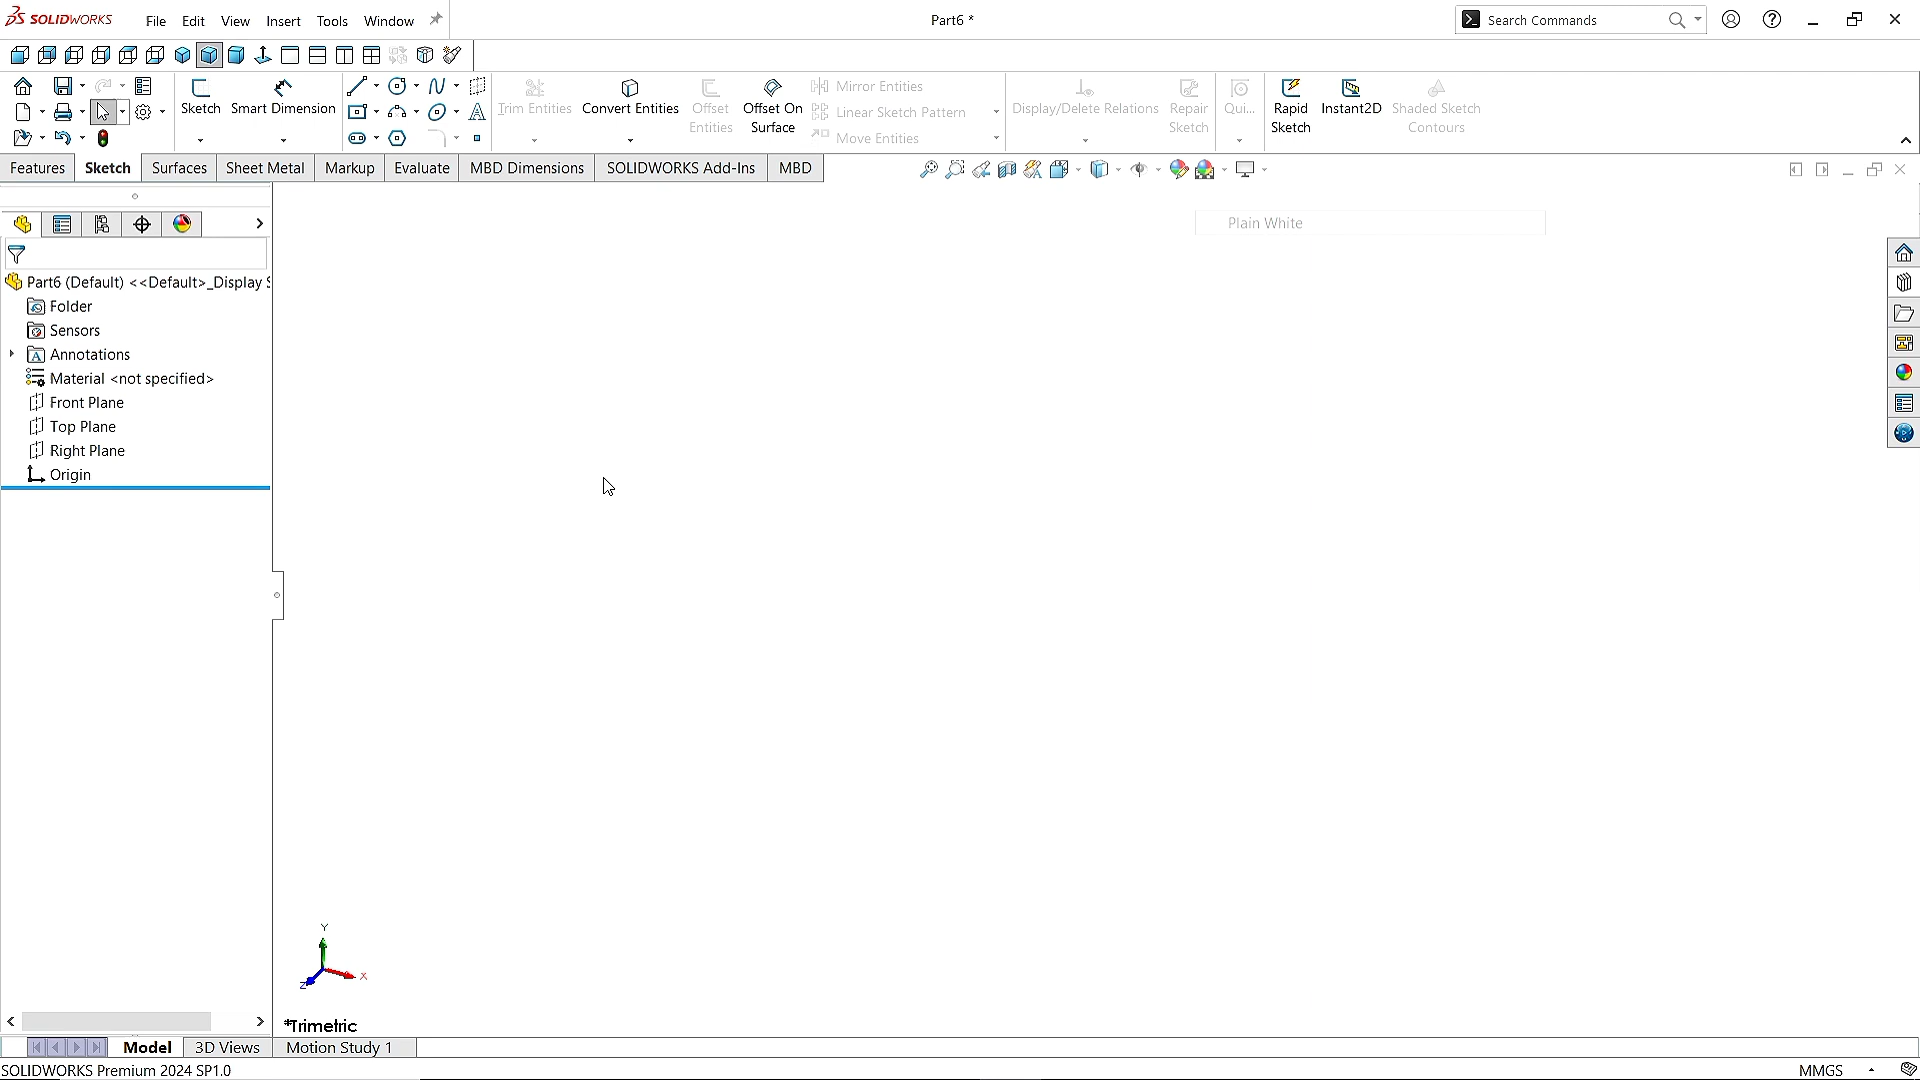 SOLIDWORKS File Edit View Insert Tools Window Part6 * Search Commands
Sketch Smart Dimension Trim Entities Convert Entities Offset Entities Offset On Surface Mirror Entities Linear Sketch Pattern Move Entities Display/Delete Relations Repair Sketch Qui... Rapid Sketch Instant2D Shaded Sketch Contours
Features Sketch Surfaces Sheet Metal Markup Evaluate MBD Dimensions SOLIDWORKS Add-Ins MBD
Plain White
Part6 (Default) <<Default>_Display S
Folder
Sensors
Annotations
Material <not specified>
Front Plane
Top Plane
Right Plane
Origin
Y
X
Z
*Trimetric
Model 3D Views Motion Study 1
SOLIDWORKS Premium 2024 SP1.0 MMGS